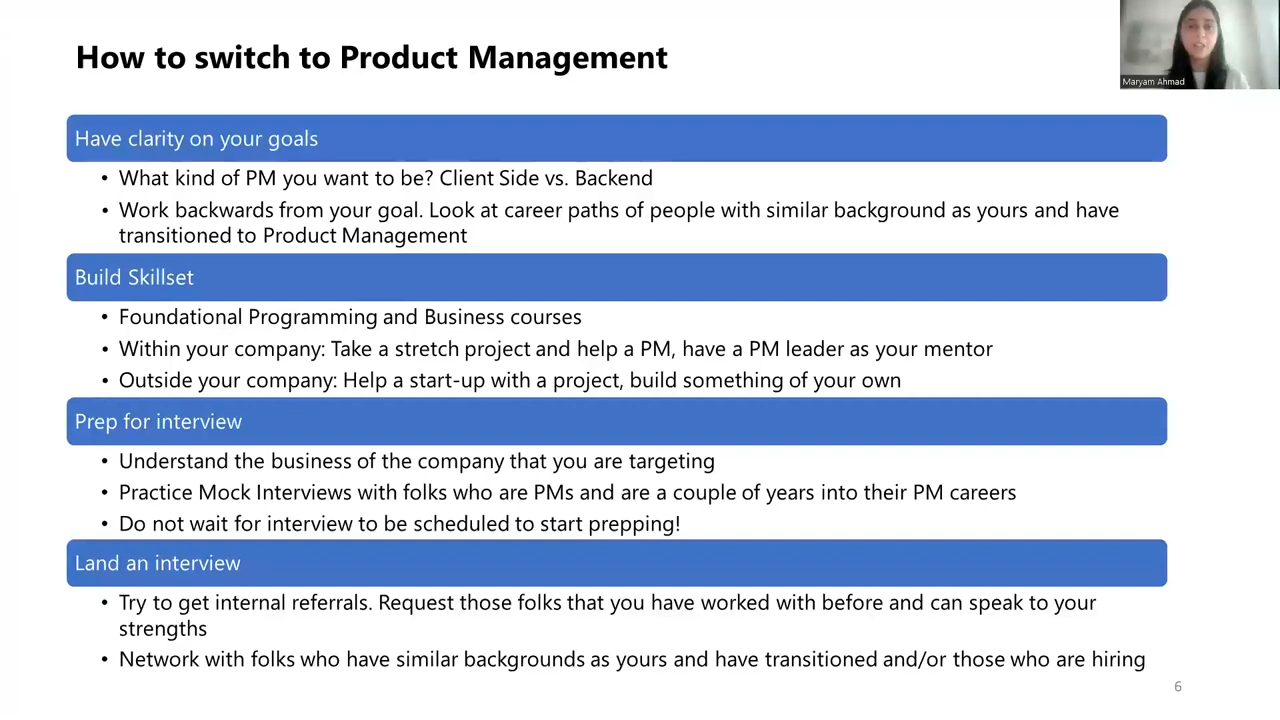 How to switch to Product Management
Maryam Ahmad
Have clarity on your goals
• What kind of PM you want to be? Client Side vs. Backend
• Work backwards from your goal. Look at career paths of people with similar background as yours and have
transitioned to Product Management
Build Skillset
• Foundational Programming and Business courses
• Within your company: Take a stretch project and help a PM, have a PM leader as your mentor
• Outside your company: Help a start-up with a project, build something of your own
Prep for interview
• Understand the business of the company that you are targeting
• Practice Mock Interviews with folks who are PMs and are a couple of years into their PM careers
• Do not wait for interview to be scheduled to start prepping!
Land an interview
• Try to get internal referrals. Request those folks that you have worked with before and can speak to your
strengths
• Network with folks who have similar backgrounds as yours and have transitioned and/or those who are hiring
6